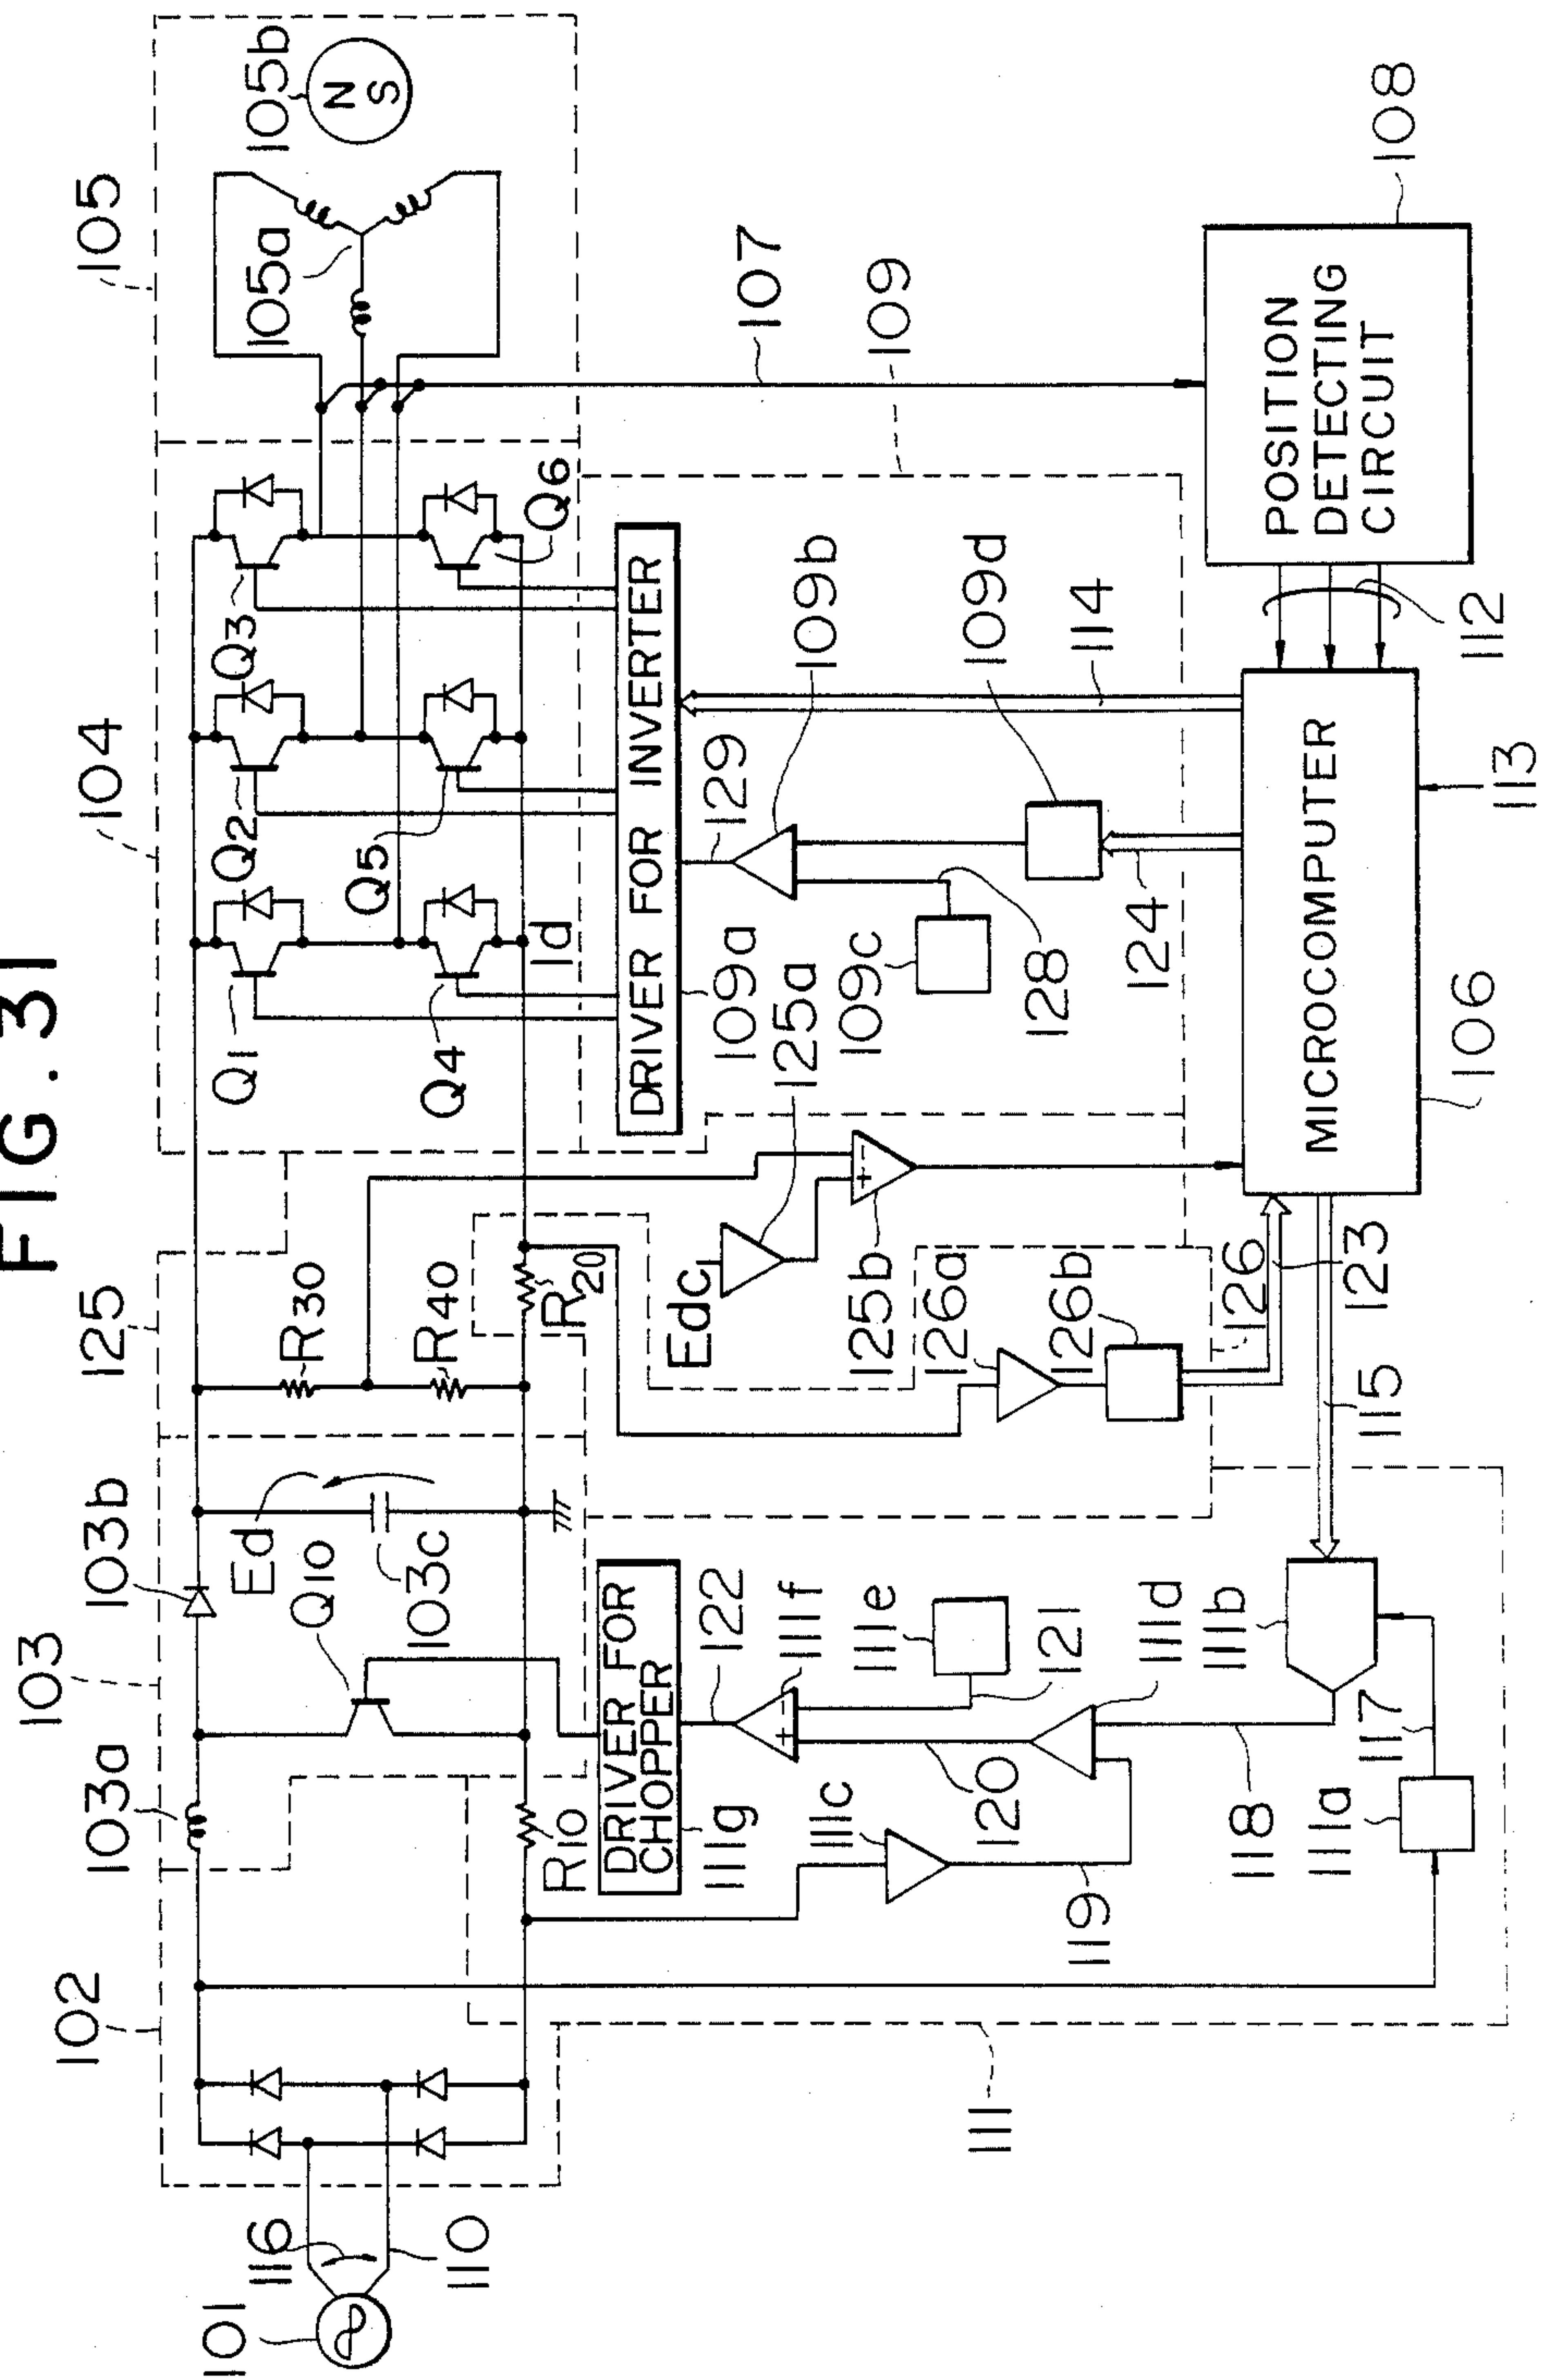 FIG. 31
101
116
110
102
103a
103
103b
125
104
105
105b
N
S
105a
Ed
Q10
103c
R10
R30
R40
R20
Q1
Q2
Q3
Q4
Q5
Q6
Id
DRIVER FOR CHOPPER
111g
122
111f
111e
121
111c
120
119
111d
111b
118
117
111a
111
Edc
125a
125b
126a
126b
126
123
115
DRIVER FOR INVERTER
109a
129
109b
109c
128
109d
124
114
109
107
MICROCOMPUTER
106
113
112
POSITION
DETECTING
CIRCUIT
108